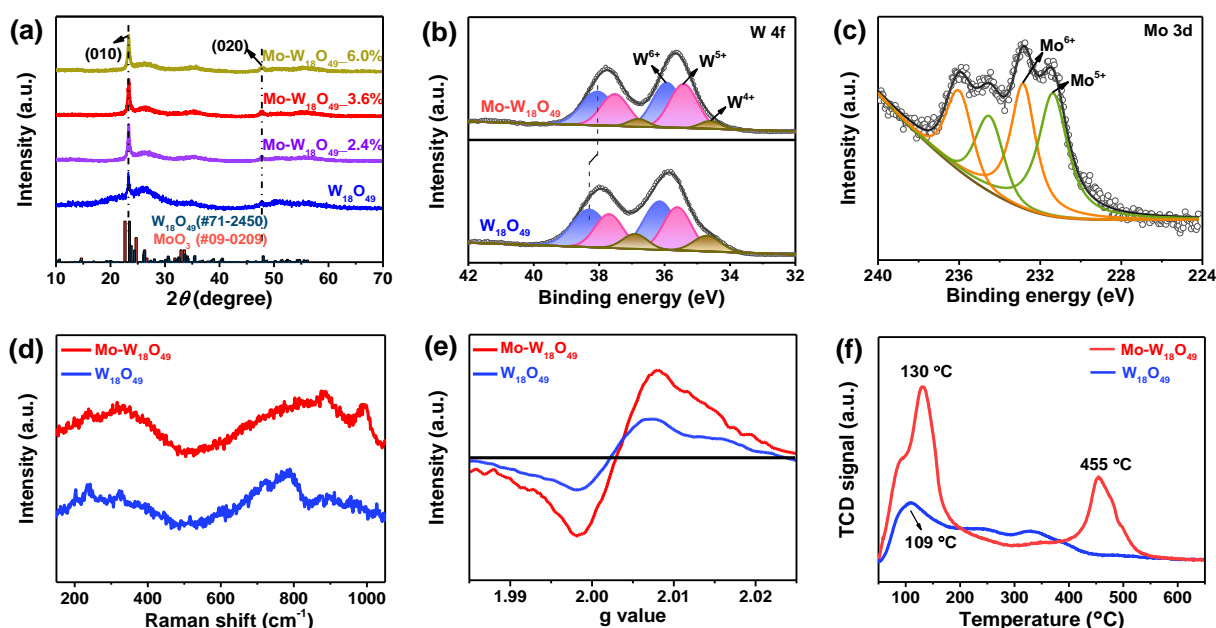 (a)
(010)
(020)
Mo-W₁₈O₄₉_6.0%
Mo-W₁₈O₄₉_3.6%
Mo-W₁₈O₄₉_2.4%
W₁₈O₄₉
W₁₈O₄₉(#71-2450)
MoO₃ (#09-0209)
Intensity (a.u.)
10 20 30 40 50 60 70
2θ (degree)
(b)
W 4f
W⁶⁺
W⁵⁺
W⁴⁺
Mo-W₁₈O₄₉
W₁₈O₄₉
Intensity (a.u.)
42 40 38 36 34 32
Binding energy (eV)
(c)
Mo 3d
Mo⁶⁺
Mo⁵⁺
Intensity (a.u.)
240 236 232 228 224
Binding energy (eV)
(d)
Mo-W₁₈O₄₉
W₁₈O₄₉
Intensity (a.u.)
200 400 600 800 1000
Raman shift (cm⁻¹)
(e)
Mo-W₁₈O₄₉
W₁₈O₄₉
Intensity (a.u.)
1.99 2.00 2.01 2.02
g value
(f)
Mo-W₁₈O₄₉
W₁₈O₄₉
130 ºC
455 ºC
109 ºC
TCD signal (a.u.)
100 200 300 400 500 600
Temperature (°C)